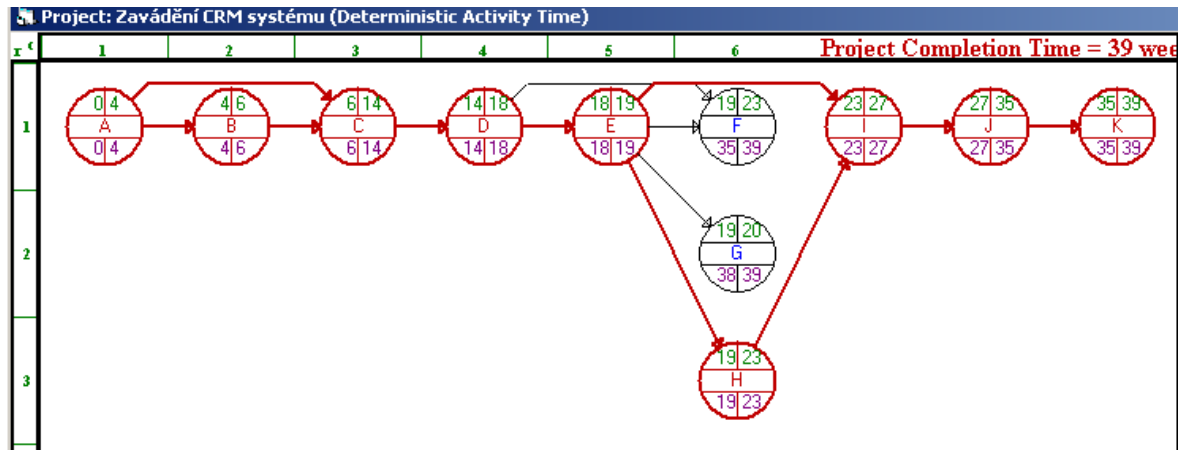 Project: Zavádění CRM systému (Deterministic Activity Time)
1 2 3 4 5 6 Project Completion Time = 39 wee
1
0 4 4 6 6 14 14 18 18 19 19 23 23 27 27 35 35 39
A B C D E F I J K
0 4 4 6 6 14 14 18 18 19 35 39 23 27 27 35 35 39
2
19 20
G
38 39
3
19 23
H
19 23